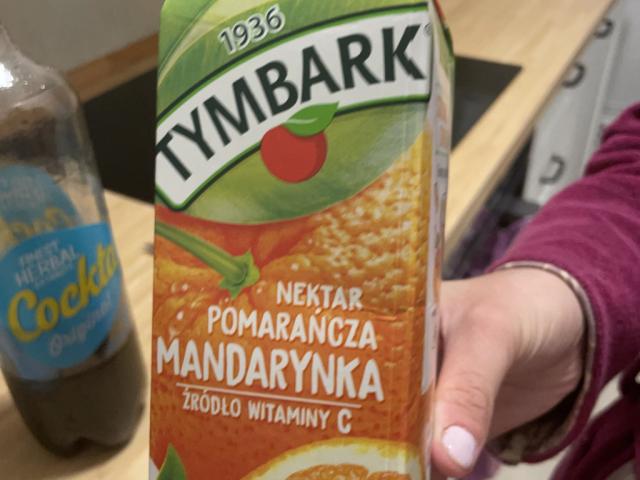 1936
TYMBARK
NEKTAR
POMARAŃCZA
MANDARYNKA
ŹRÓDŁO WITAMINY C
FINEST
HERBAL
Cockta
Original